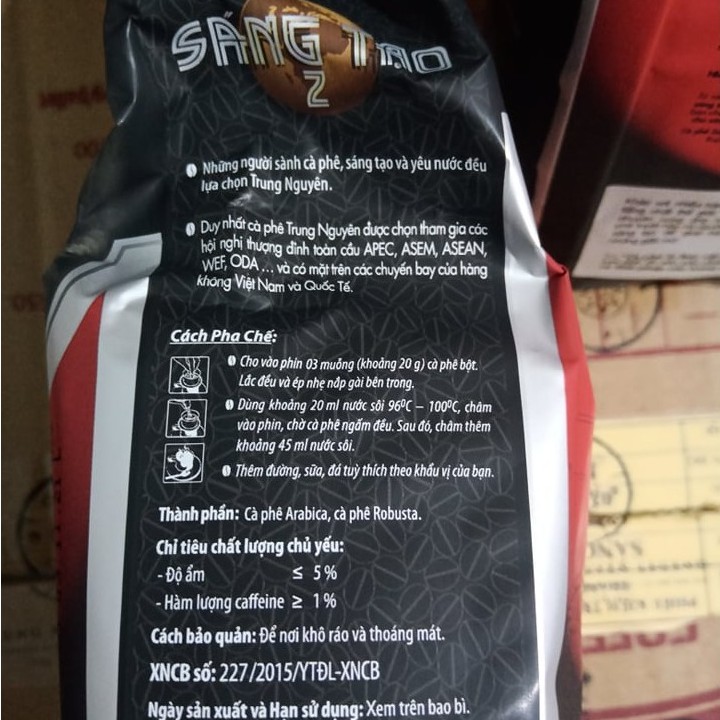 SÁNG TẠO
2
Những người sành cà phê, sáng tạo và yêu nước đều
lựa chọn Trung Nguyên.
Duy nhất cà phê Trung Nguyên được chọn tham gia các
hội nghị thượng đỉnh toàn cầu APEC, ASEM, ASEAN,
WEF, ODA ... và có mặt trên các chuyến bay của hàng
không Việt Nam và Quốc Tế.
Cách Pha Chế:
Cho vào phin 03 muỗng (khoảng 20 g) cà phê bột.
Lắc đều và ép nhẹ nắp gài bên trong.
Dùng khoảng 20 ml nước sôi 96⁰C – 100⁰C, châm
vào phin, chờ cà phê ngấm đều. Sau đó, châm thêm
khoảng 45 ml nước sôi.
Thêm đường, sữa, đá tuỳ thích theo khẩu vị của bạn.
Thành phần: Cà phê Arabica, cà phê Robusta.
Chỉ tiêu chất lượng chủ yếu:
- Độ ẩm ≤ 5 %
- Hàm lượng caffeine ≥ 1 %
Cách bảo quản: Để nơi khô ráo và thoáng mát.
XNCB số: 227/2015/YTĐL-XNCB
Ngày sản xuất và Hạn sử dụng: Xem trên bao bì.